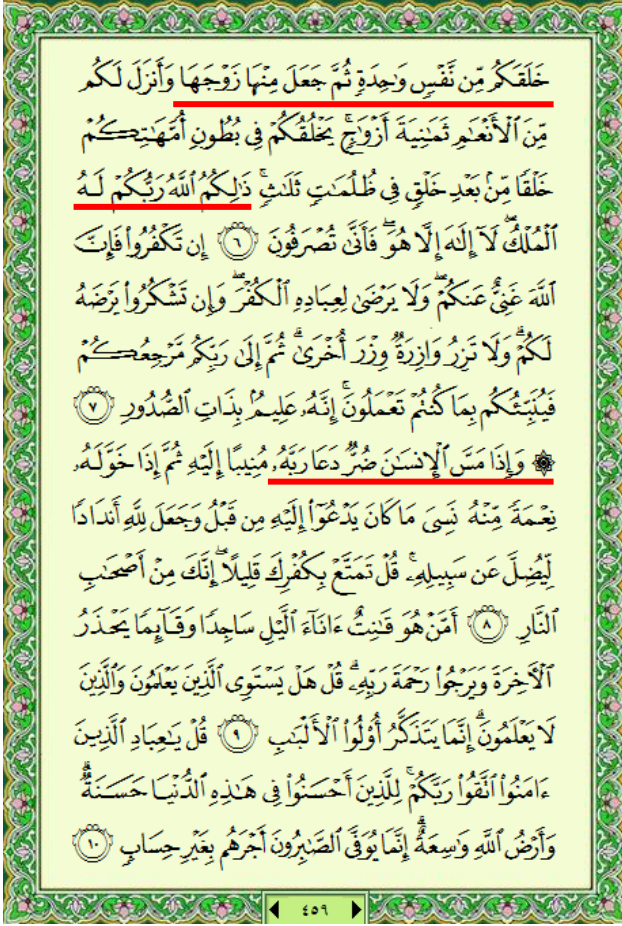 خَلَقَكُم مِّن نَّفۡسٖ وَٰحِدَةٖ ثُمَّ جَعَلَ مِنۡهَا زَوۡجَهَا وَأَنزَلَ لَكُم
مِّنَ ٱلۡأَنۡعَٰمِ ثَمَٰنِيَةَ أَزۡوَٰجٖۚ يَخۡلُقُكُمۡ فِي بُطُونِ أُمَّهَٰتِكُمۡ
خَلۡقٗا مِّنۢ بَعۡدِ خَلۡقٖ فِي ظُلُمَٰتٖ ثَلَٰثٖۚ ذَٰلِكُمُ ٱللَّهُ رَبُّكُمۡ لَهُ
ٱلۡمُلۡكُۖ لَآ إِلَٰهَ إِلَّا هُوَۖ فَأَنَّىٰ تُصۡرَفُونَ ٦ إِن تَكۡفُرُواْ فَإِنَّ
ٱللَّهَ غَنِيٌّ عَنكُمۡۖ وَلَا يَرۡضَىٰ لِعِبَادِهِ ٱلۡكُفۡرَۖ وَإِن تَشۡكُرُواْ يَرۡضَهُ
لَكُمۡۗ وَلَا تَزِرُ وَازِرَةٞ وِزۡرَ أُخۡرَىٰۗ ثُمَّ إِلَىٰ رَبِّكُم مَّرۡجِعُكُمۡ
فَيُنَبِّئُكُم بِمَا كُنتُمۡ تَعۡمَلُونَۚ إِنَّهُۥ عَلِيمُۢ بِذَاتِ ٱلصُّدُورِ ٧
۞ وَإِذَا مَسَّ ٱلۡإِنسَٰنَ ضُرّٞ دَعَا رَبَّهُۥ مُنِيبًا إِلَيۡهِ ثُمَّ إِذَا خَوَّلَهُۥ
نِعۡمَةٗ مِّنۡهُ نَسِيَ مَا كَانَ يَدۡعُوٓاْ إِلَيۡهِ مِن قَبۡلُ وَجَعَلَ لِلَّهِ أَندَادٗا
لِّيُضِلَّ عَن سَبِيلِهِۦۚ قُلۡ تَمَتَّعۡ بِكُفۡرِكَ قَلِيلًا إِنَّكَ مِنۡ أَصۡحَٰبِ
ٱلنَّارِ ٨ أَمَّنۡ هُوَ قَٰنِتٌ ءَانَآءَ ٱلَّيۡلِ سَاجِدٗا وَقَآئِمٗا يَحۡذَرُ
ٱلۡأٓخِرَةَ وَيَرۡجُواْ رَحۡمَةَ رَبِّهِۦۗ قُلۡ هَلۡ يَسۡتَوِي ٱلَّذِينَ يَعۡلَمُونَ وَٱلَّذِينَ
لَا يَعۡلَمُونَۗ إِنَّمَا يَتَذَكَّرُ أُوْلُواْ ٱلۡأَلۡبَٰبِ ٩ قُلۡ يَٰعِبَادِ ٱلَّذِينَ
ءَامَنُواْ ٱتَّقُواْ رَبَّكُمۡۚ لِلَّذِينَ أَحۡسَنُواْ فِي هَٰذِهِ ٱلدُّنۡيَا حَسَنَةٞۗ
وَأَرۡضُ ٱللَّهِ وَٰسِعَةٌۗ إِنَّمَا يُوَفَّى ٱلصَّٰبِرُونَ أَجۡرَهُم بِغَيۡرِ حِسَابٖ ١٠
٤٥٩